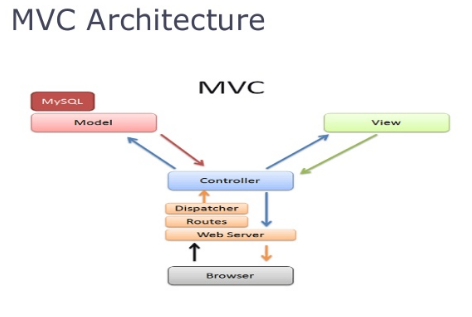 MVC Architecture
MVC
MySQL
Model
View
Controller
Dispatcher
Routes
Web Server
Browser